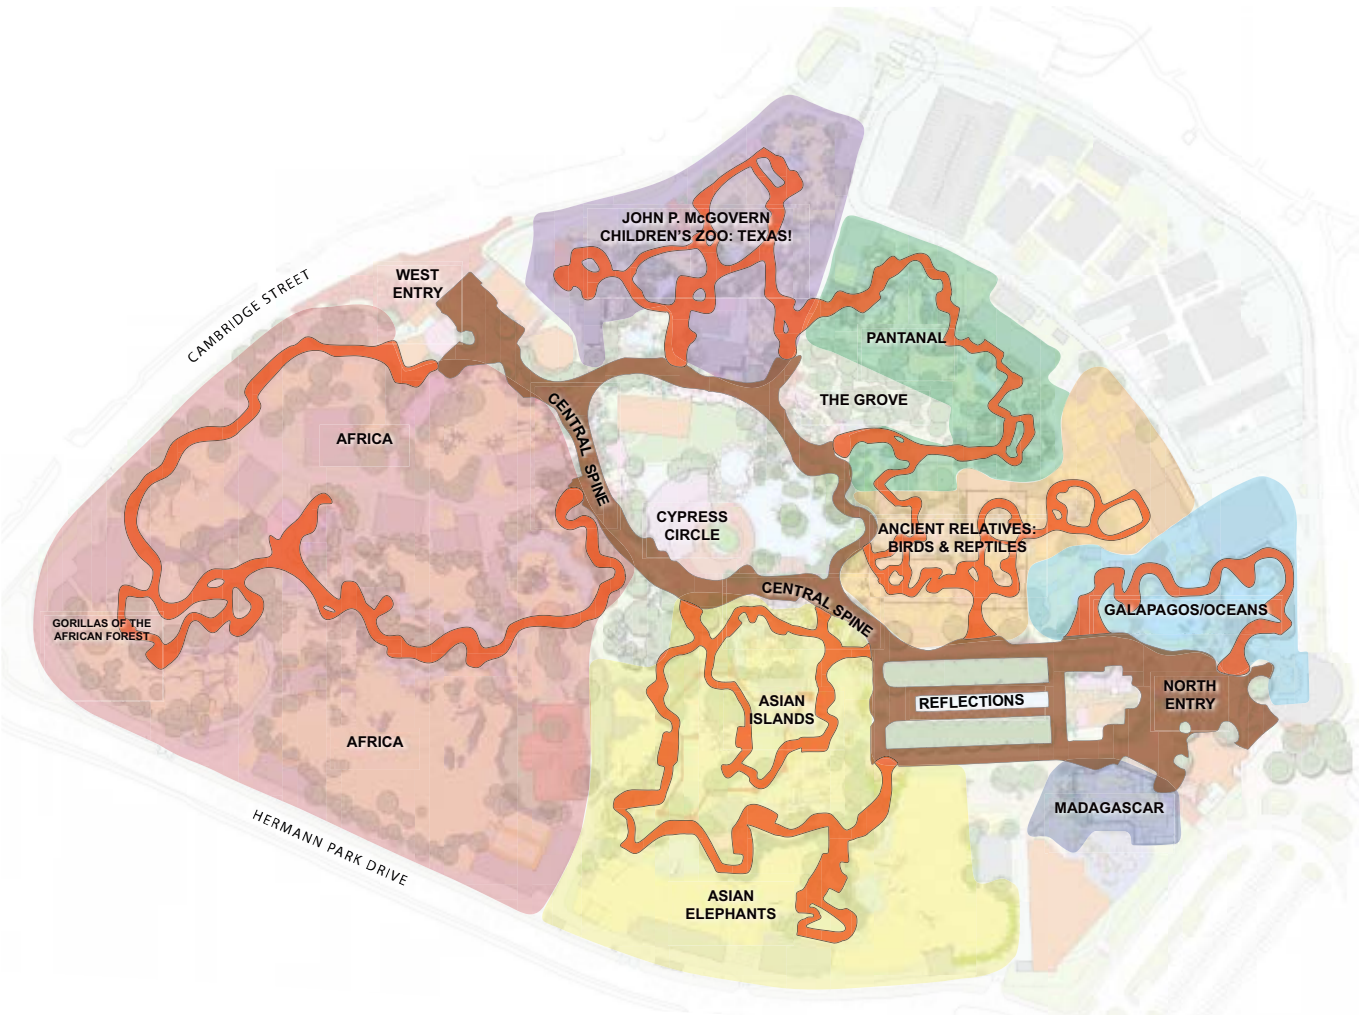 JOHN P. McGOVERN
CHILDREN'S ZOO: TEXAS!
WEST
ENTRY
CAMBRIDGE STREET
PANTANAL
THE GROVE
CENTRAL SPINE
AFRICA
CYPRESS
CIRCLE
ANCIENT RELATIVES:
BIRDS & REPTILES
CENTRAL SPINE
GALAPAGOS/OCEANS
GORILLAS OF THE
AFRICAN FOREST
NORTH
ENTRY
REFLECTIONS
ASIAN
ISLANDS
AFRICA
MADAGASCAR
HERMANN PARK DRIVE
ASIAN
ELEPHANTS